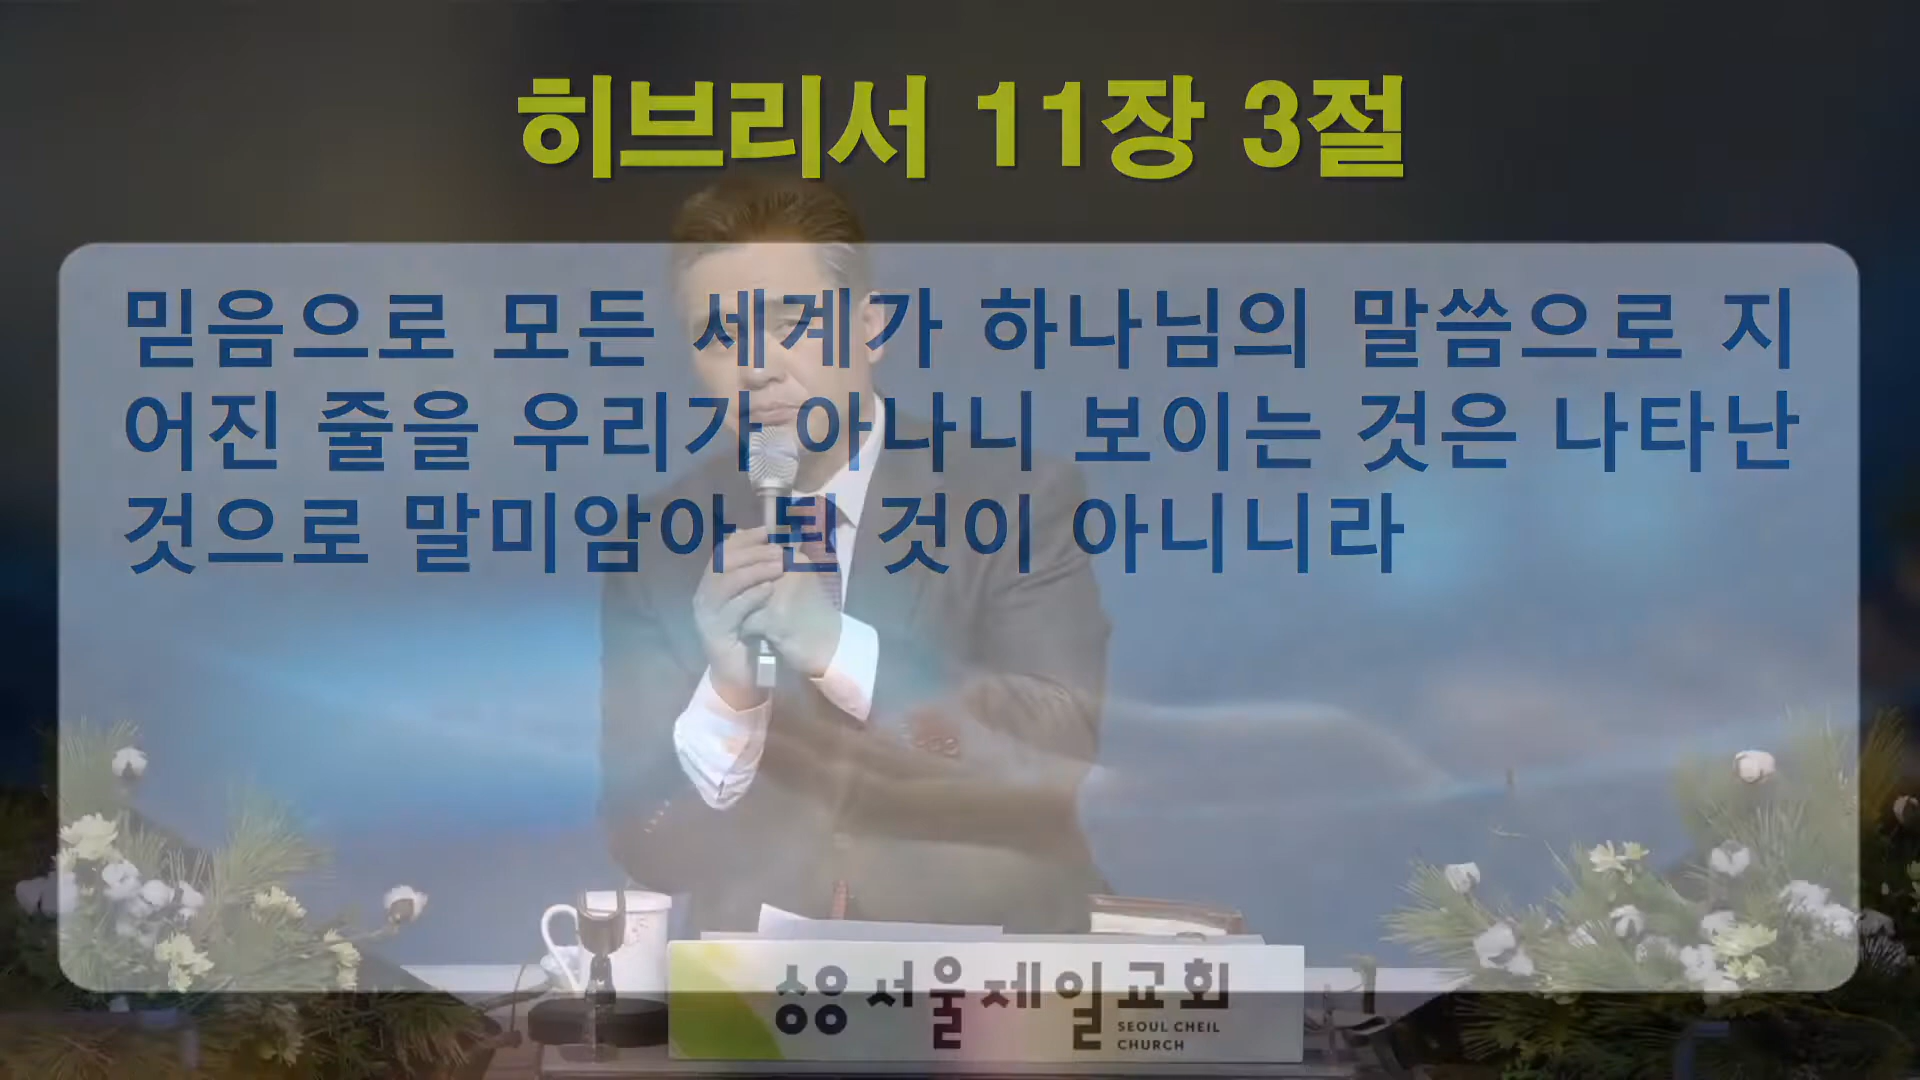 히브리서 11장 3절
믿음으로 모든 세계가 하나님의 말씀으로 지
어진 줄을 우리가 아나니 보이는 것은 나타난
것으로 말미암아 된 것이 아니니라
서울제일교회
SEOUL CHEIL
CHURCH